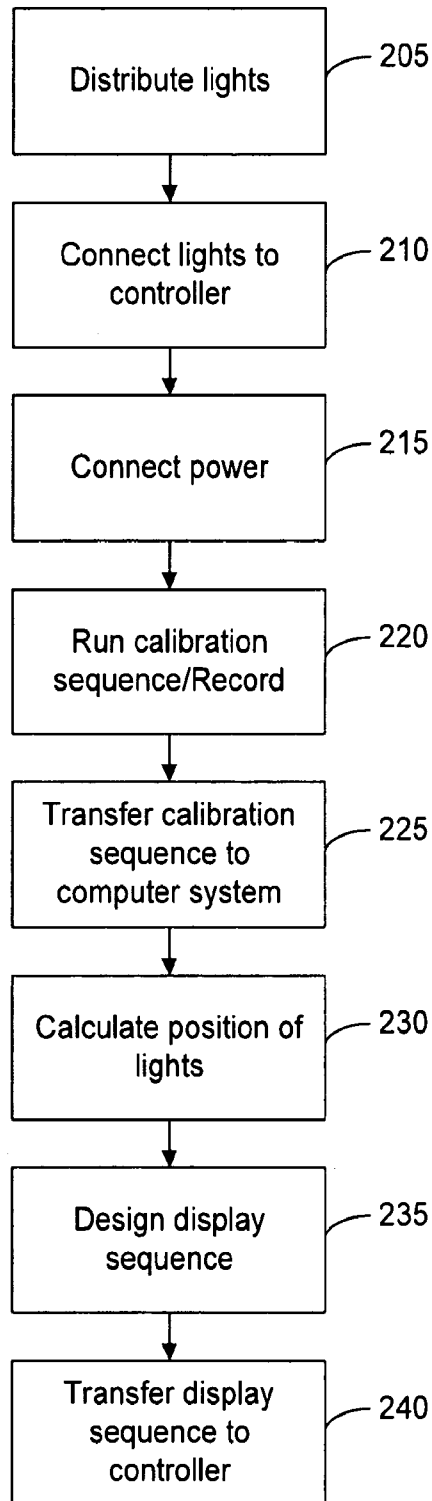 Distribute lights
205
Connect lights to
controller
210
Connect power
215
Run calibration
sequence/Record
220
Transfer calibration
sequence to
computer system
225
Calculate position of
lights
230
Design display
sequence
235
Transfer display
sequence to
controller
240